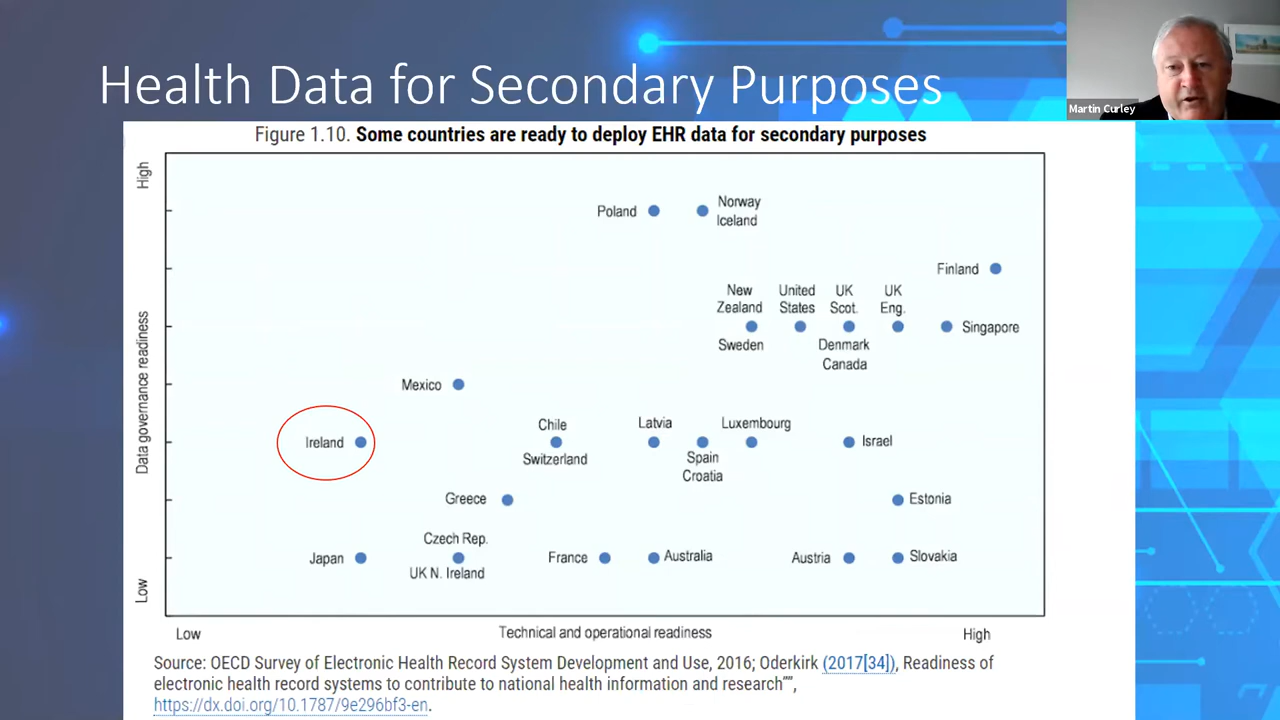 Health Data for Secondary Purposes
Martin Curley
Figure 1.10. Some countries are ready to deploy EHR data for secondary purposes
High
Data governance readiness
Low
Poland
Norway
Iceland
Finland
New
Zealand
Sweden
United
States
UK
Scot.
Denmark
Canada
UK
Eng.
Singapore
Mexico
Ireland
Chile
Switzerland
Latvia
Spain
Croatia
Luxembourg
Israel
Greece
Estonia
Japan
Czech Rep.
UK N. Ireland
France
Australia
Austria
Slovakia
Low
Technical and operational readiness
High
Source: OECD Survey of Electronic Health Record System Development and Use, 2016; Oderkirk (2017[34]), Readiness of
electronic health record systems to contribute to national health information and research"",
https://dx.doi.org/10.1787/9e296bf3-en.